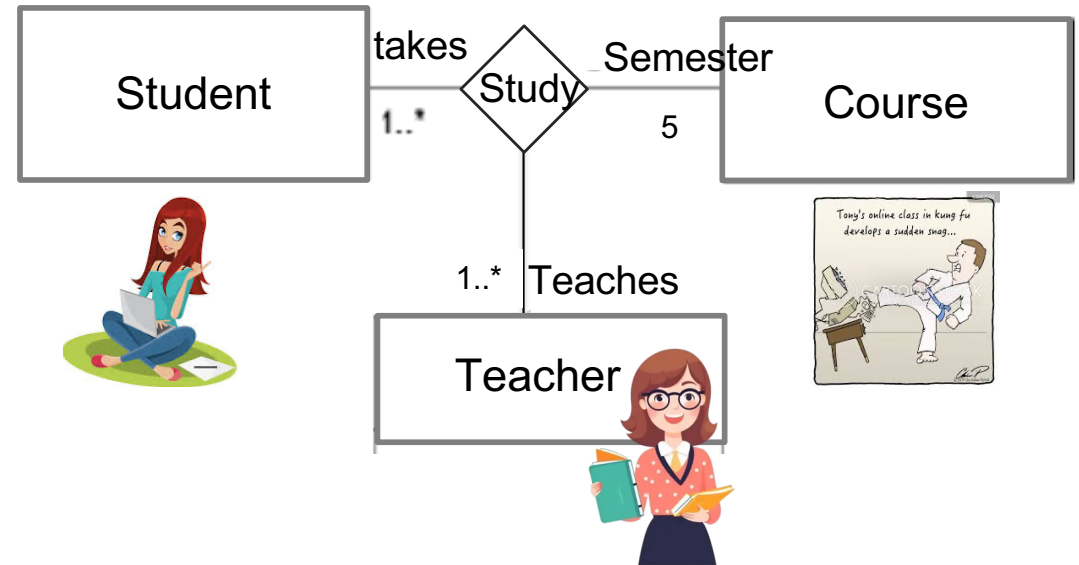 takes
Semester
Student
Study
Course
1..*
5
Tony's online class in kung fu
develops a sudden snag...
1..*
Teaches
Teacher